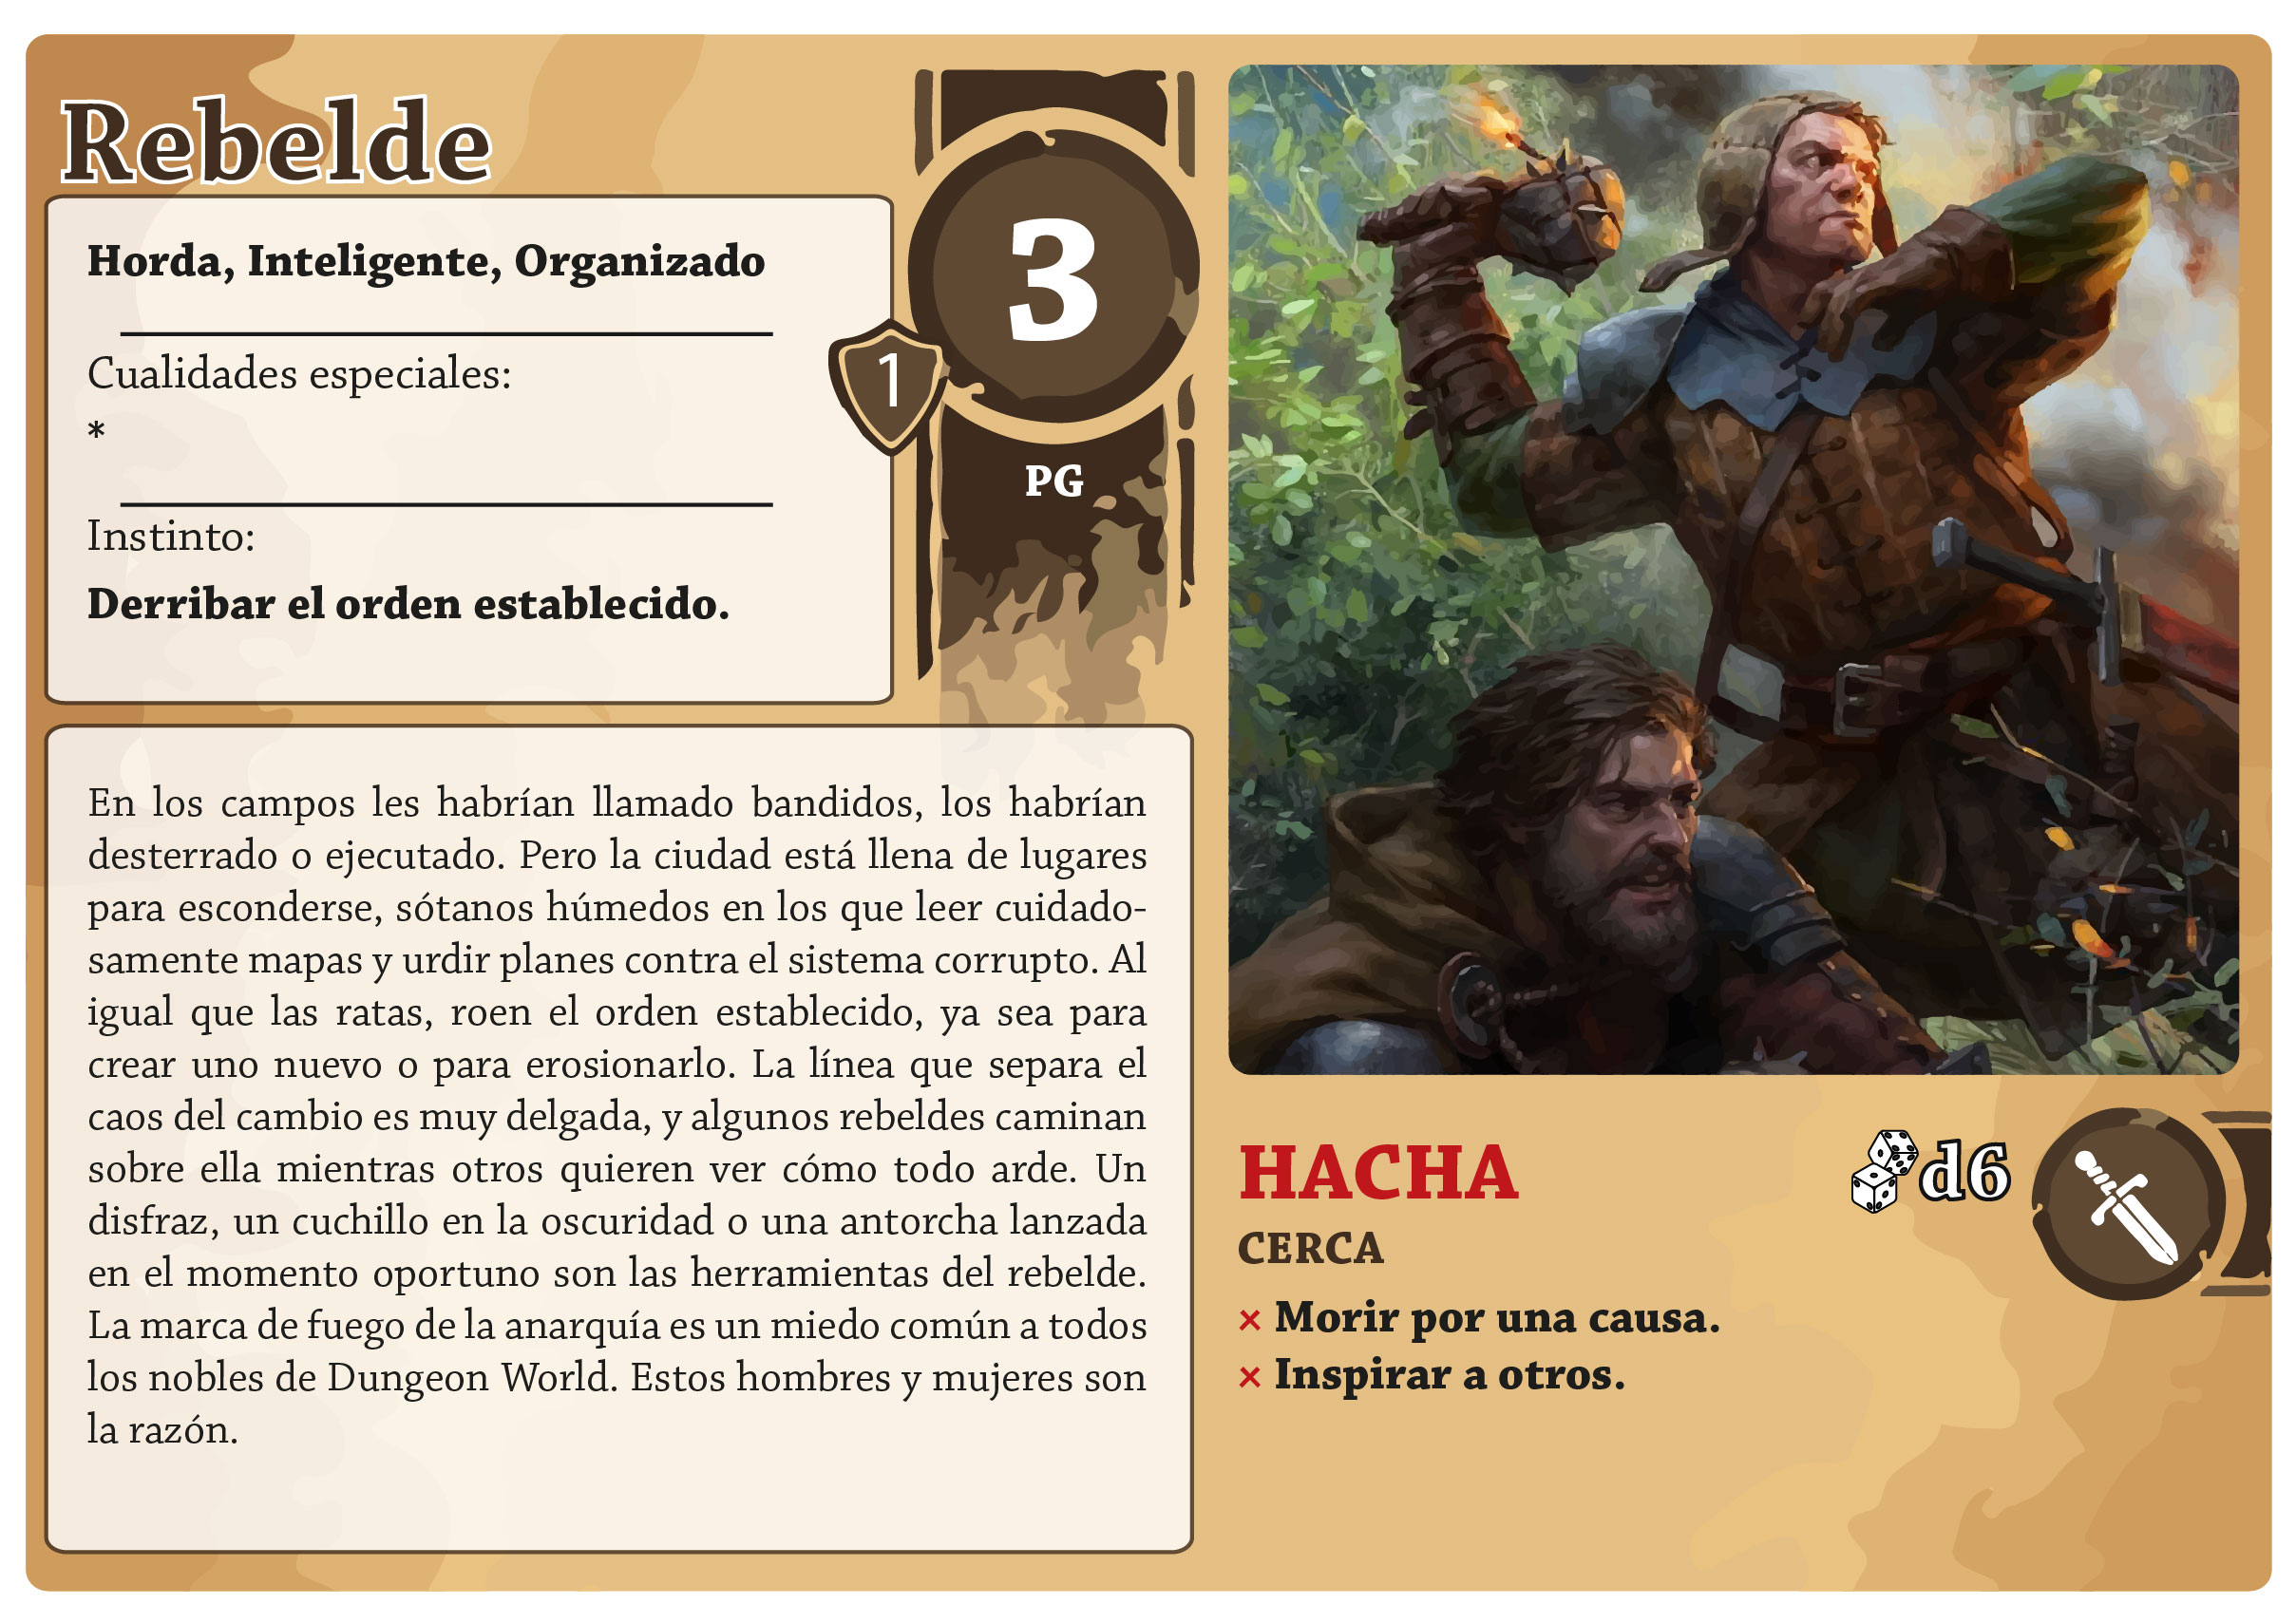 Rebelde
Horda, Inteligente, Organizado
Cualidades especiales:
*
Instinto:
Derribar el orden establecido.
1
3
PG
En los campos les habrían llamado bandidos, los habrían
desterrado o ejecutado. Pero la ciudad está llena de lugares
para esconderse, sótanos húmedos en los que leer cuidado-
samente mapas y urdir planes contra el sistema corrupto. Al
igual que las ratas, roen el orden establecido, ya sea para
crear uno nuevo o para erosionarlo. La línea que separa el
caos del cambio es muy delgada, y algunos rebeldes caminan
sobre ella mientras otros quieren ver cómo todo arde. Un
disfraz, un cuchillo en la oscuridad o una antorcha lanzada
en el momento oportuno son las herramientas del rebelde.
La marca de fuego de la anarquía es un miedo común a todos
los nobles de Dungeon World. Estos hombres y mujeres son
la razón.
HACHA
d6
CERCA
× Morir por una causa.
× Inspirar a otros.